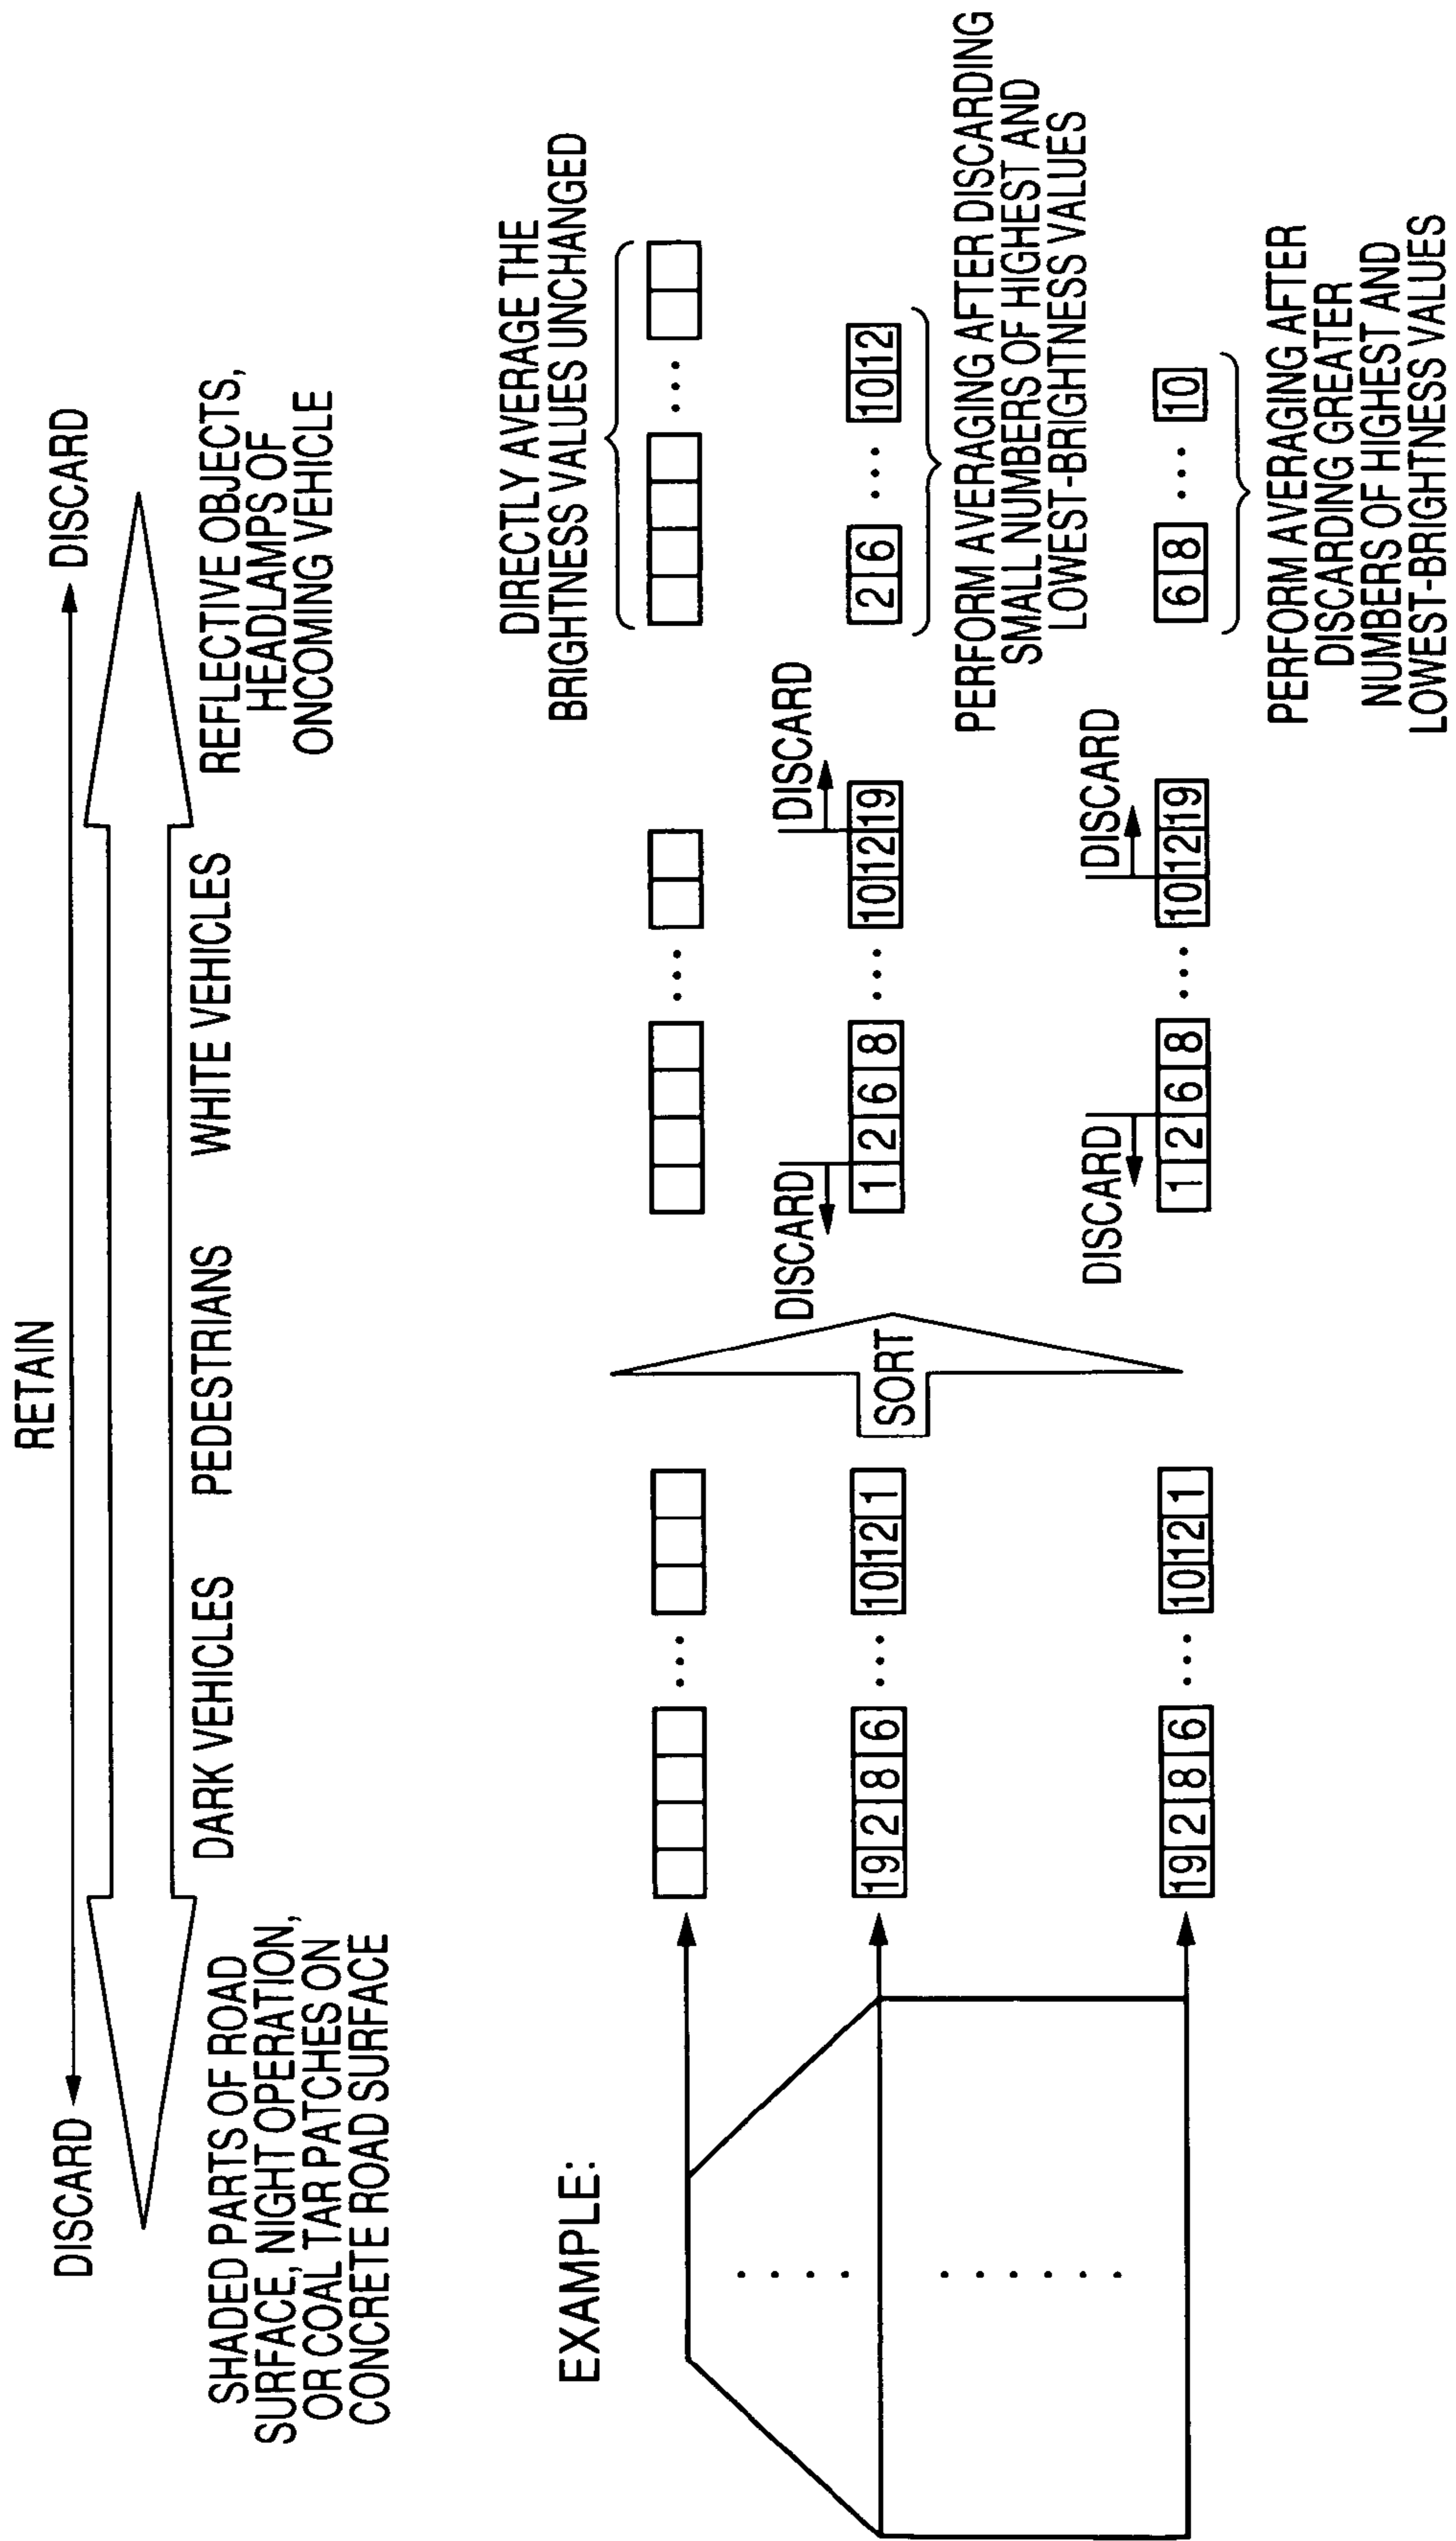 RETAIN
DISCARD
DISCARD
SHADED PARTS OF ROAD
SURFACE, NIGHT OPERATION,
OR COAL TAR PATCHES ON
CONCRETE ROAD SURFACE
DARK VEHICLES
PEDESTRIANS
WHITE VEHICLES
REFLECTIVE OBJECTS,
HEADLAMPS OF
ONCOMING VEHICLE
EXAMPLE:
DIRECTLY AVERAGE THE
BRIGHTNESS VALUES UNCHANGED
...
...
...
DISCARD
DISCARD
19 2 8 6 ... 10 12 1
SORT
1 2 6 8 ... 10 12 19
2 6 ... 10 12
PERFORM AVERAGING AFTER DISCARDING
SMALL NUMBERS OF HIGHEST AND
LOWEST-BRIGHTNESS VALUES
DISCARD
DISCARD
19 2 8 6 ... 10 12 1
1 2 6 8 ... 10 12 19
6 8 ... 10
PERFORM AVERAGING AFTER
DISCARDING GREATER
NUMBERS OF HIGHEST AND
LOWEST-BRIGHTNESS VALUES